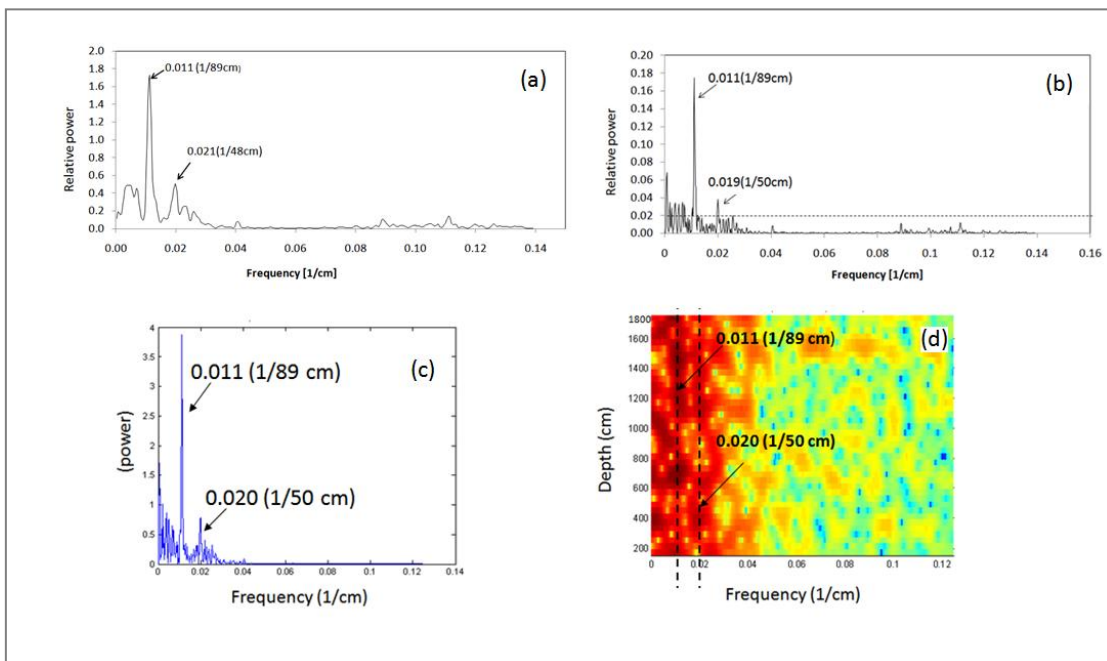 (a)
2.0
1.8
1.6
1.4
1.2
1.0
0.8
0.6
0.4
0.2
0.0
Relative power
0.011 (1/89cm)
0.021(1/48cm)
0.00 0.02 0.04 0.06 0.08 0.10 0.12 0.14
Frequency [1/cm]
(b)
0.20
0.18
0.16
0.14
0.12
0.10
0.08
0.06
0.04
0.02
0.00
Relative power
0.011(1/89cm)
0.019(1/50cm)
0.00 0.02 0.04 0.06 0.08 0.10 0.12 0.14 0.16
Frequency [1/cm]
(c)
4
3.5
3
2.5
2
1.5
1
0.5
0
(power)
0.011 (1/89 cm)
0.020 (1/50 cm)
0 0.02 0.04 0.06 0.08 0.1 0.12 0.14
Frequency (1/cm)
(d)
1800
1600
1400
1200
1000
800
600
400
200
Depth (cm)
0.011 (1/89 cm)
0.020 (1/50 cm)
0 0.02 0.04 0.06 0.08 0.10 0.12
Frequency (1/cm)